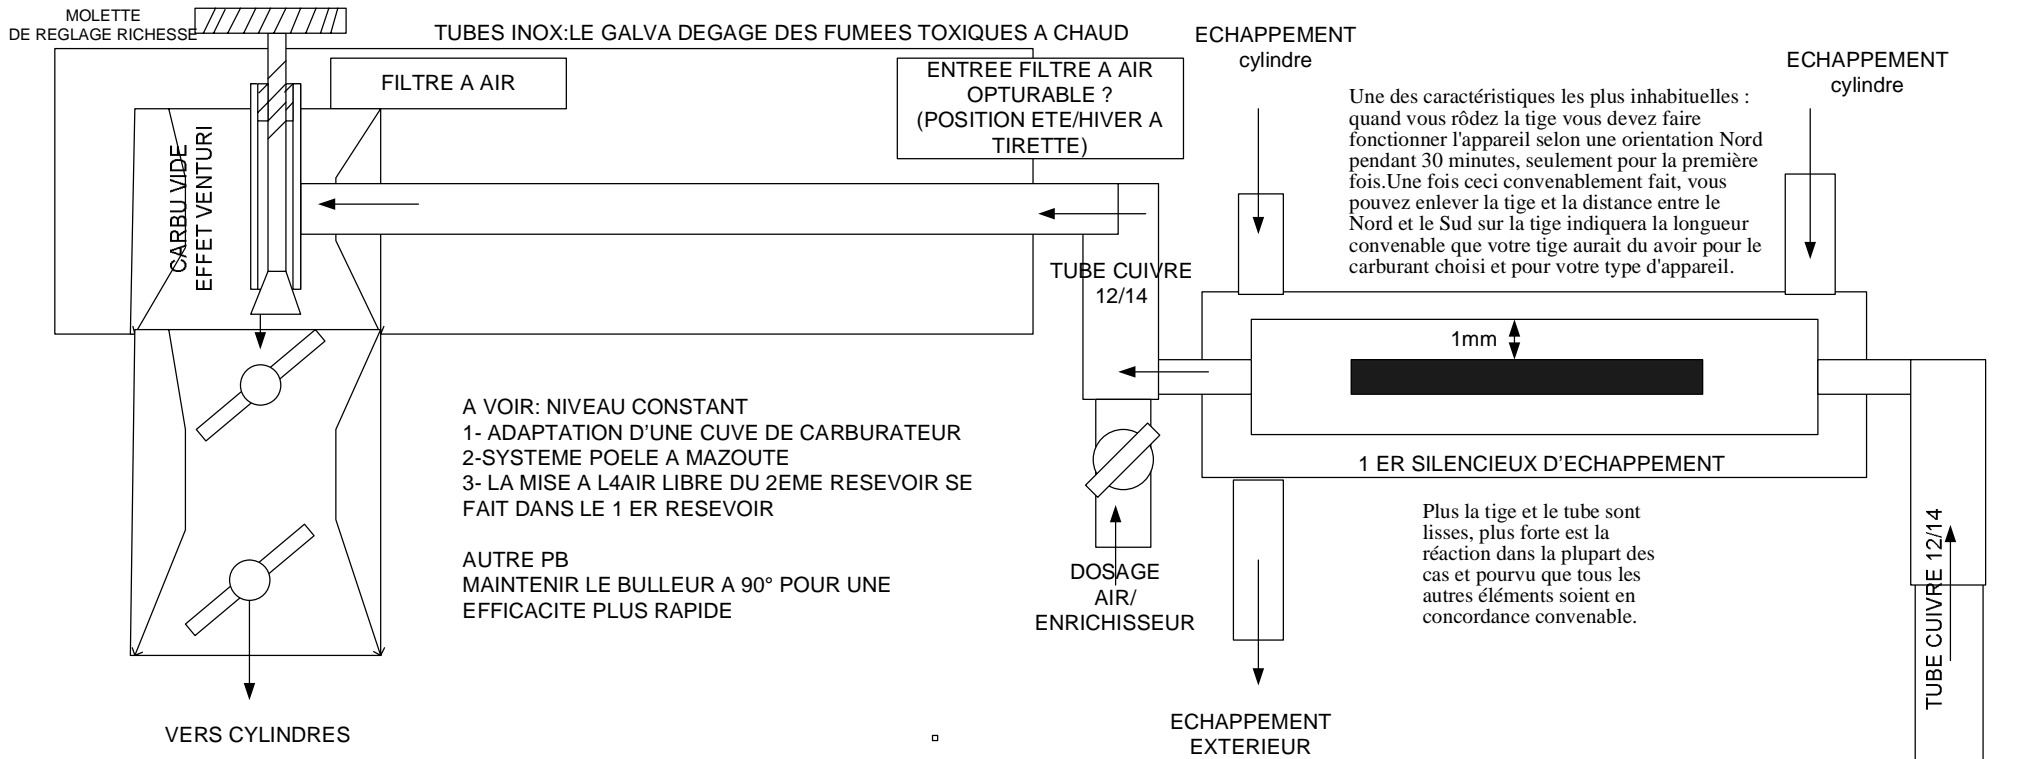 MOLETTE
DE REGLAGE RICHESSE
TUBES INOX:LE GALVA DEGAGE DES FUMEES TOXIQUES A CHAUD
FILTRE A AIR
ENTREE FILTRE A AIR
OPTURABLE ?
(POSITION ETE/HIVER A
TIRETTE)
ECHAPPEMENT
cylindre
ECHAPPEMENT
cylindre
Une des caractéristiques les plus inhabituelles :
quand vous rôdez la tige vous devez faire
fonctionner l'appareil selon une orientation Nord
pendant 30 minutes, seulement pour la première
fois.Une fois ceci convenablement fait, vous
pouvez enlever la tige et la distance entre le
Nord et le Sud sur la tige indiquera la longueur
convenable que votre tige aurait du avoir pour le
carburant choisi et pour votre type d'appareil.
CARBU VIDE
EFFET VENTURI
TUBE CUIVRE
12/14
1mm
1 ER SILENCIEUX D'ECHAPPEMENT
A VOIR: NIVEAU CONSTANT
1- ADAPTATION D'UNE CUVE DE CARBURATEUR
2-SYSTEME POELE A MAZOUTE
3- LA MISE A L4AIR LIBRE DU 2EME RESEVOIR SE
FAIT DANS LE 1 ER RESEVOIR
AUTRE PB
MAINTENIR LE BULLEUR A 90° POUR UNE
EFFICACITE PLUS RAPIDE
DOSAGE
AIR/
ENRICHISSEUR
Plus la tige et le tube sont
lisses, plus forte est la
réaction dans la plupart des
cas et pourvu que tous les
autres éléments soient en
concordance convenable.
TUBE CUIVRE 12/14
VERS CYLINDRES
ECHAPPEMENT
EXTERIEUR